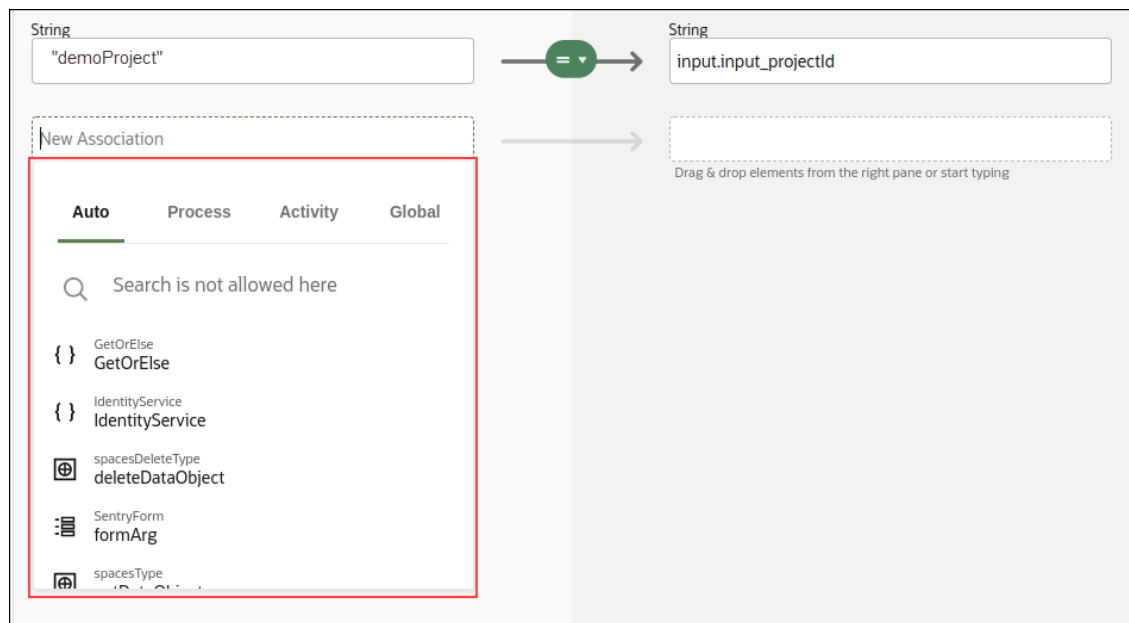 String
String
"demoProject"
=
input.input_projectId
New Association
Drag & drop elements from the right pane or start typing
Auto Process Activity Global
Search is not allowed here
{ }
GetOrElse
GetOrElse
{ }
IdentityService
IdentityService
spacesDeleteType
deleteDataObject
SentryForm
formArg
spacesType